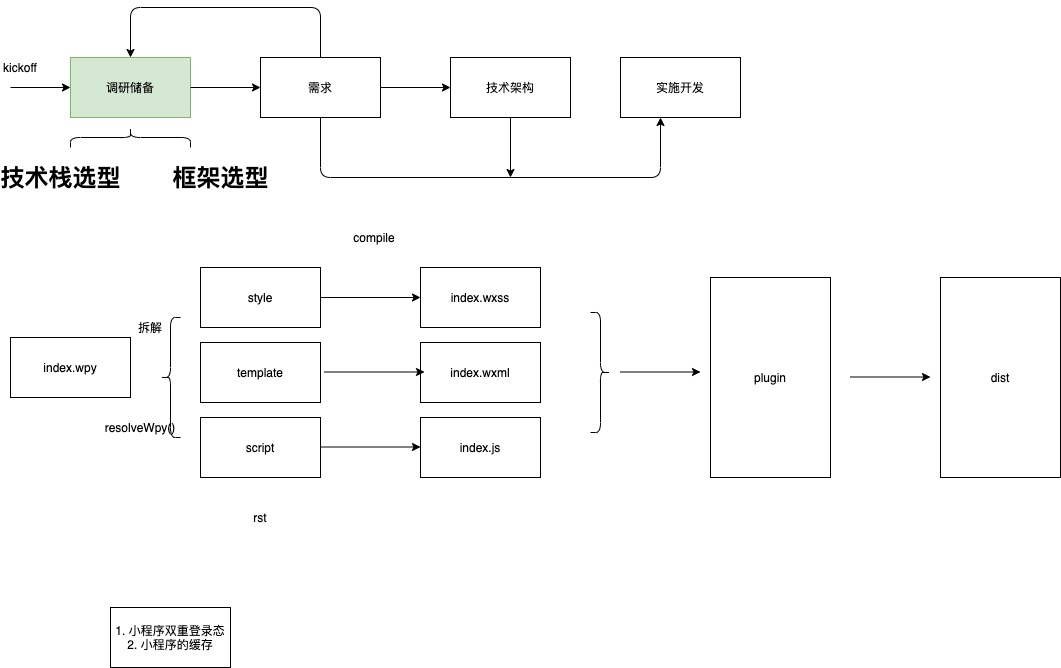 kickoff
调研储备
需求
技术架构
实施开发
技术栈选型
框架选型
compile
style
index.wxss
拆解
index.wpy
template
index.wxml
plugin
dist
resolveWpy()
script
index.js
rst
1. 小程序双重登录态
2. 小程序的缓存